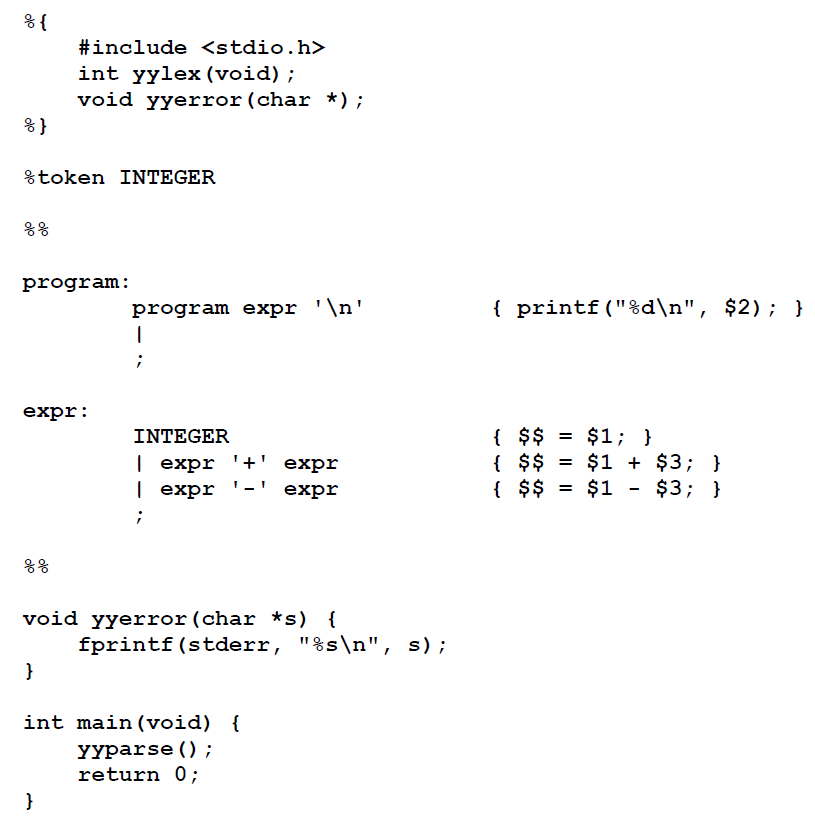 %{
    #include <stdio.h>
    int yylex(void);
    void yyerror(char *);
%}

%token INTEGER

%%

program:
        program expr '\n'         { printf("%d\n", $2); }
        |
        ;

expr:
        INTEGER                   { $$ = $1; }
        | expr '+' expr           { $$ = $1 + $3; }
        | expr '-' expr           { $$ = $1 - $3; }
        ;

%%

void yyerror(char *s) {
    fprintf(stderr, "%s\n", s);
}

int main(void) {
    yyparse();
    return 0;
}